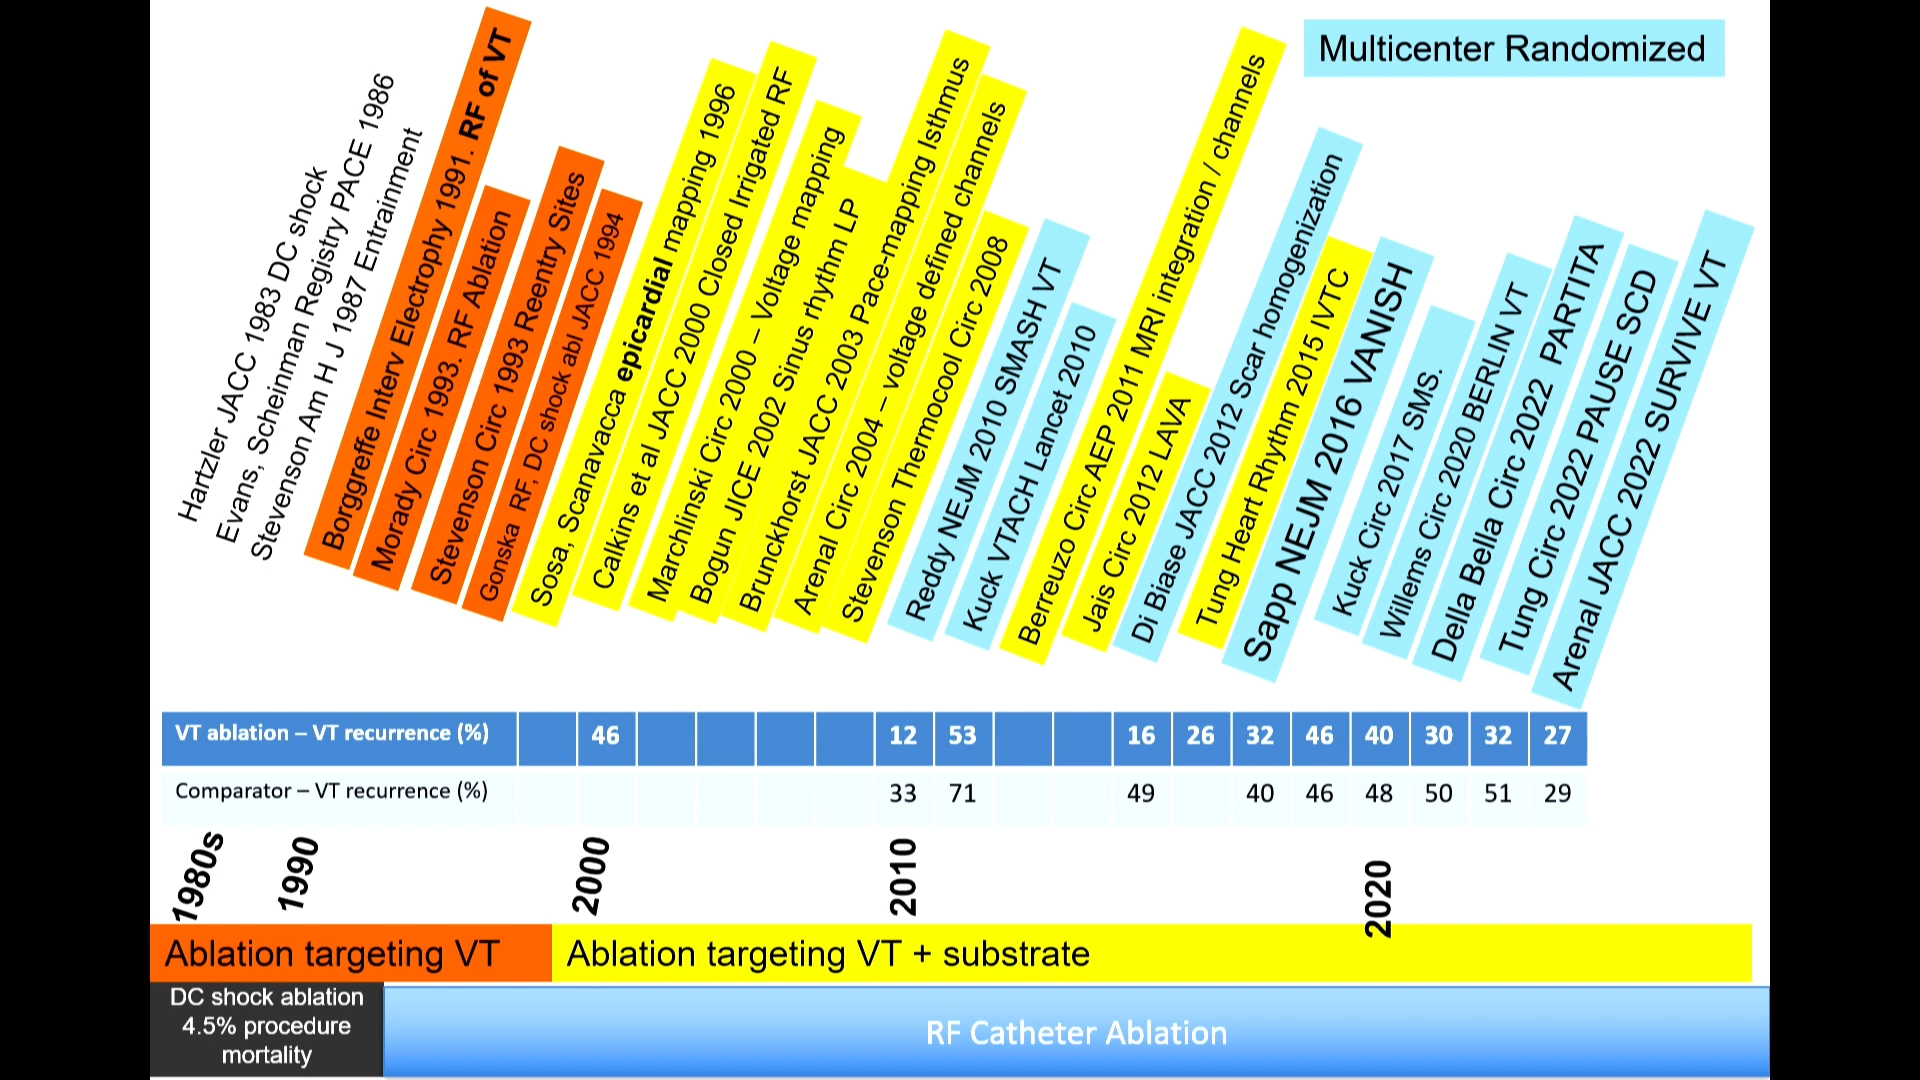 Multicenter Randomized
Hartzler JACC 1983 DC shock
Evans, Scheinman Registry PACE 1986
Stevenson Am H J 1987 Entrainment
Borggreffe Interv Electrophy 1991. RF of VT
Morady Circ 1993. RF Ablation
Stevenson Circ 1993 Reentry Sites
Gonska RF, DC shock abl JACC 1994
Sosa, Scanavacca epicardial mapping 1996
Calkins et al JACC 2000 Closed Irrigated RF
Marchlinski Circ 2000 – Voltage mapping
Bogun JICE 2002 Sinus rhythm LP
Brunckhorst JACC 2003 Pace-mapping Isthmus
Arenal Circ 2004 – voltage defined channels
Stevenson Thermocool Circ 2008
Reddy NEJM 2010 SMASH VT
Kuck VTACH Lancet 2010
Berreuzo Circ AEP 2011 MRI integration / channels
Jais Circ 2012 LAVA
Di Biase JACC 2012 Scar homogenization
Tung Heart Rhythm 2015 IVTC
Sapp NEJM 2016 VANISH
Kuck Circ 2017 SMS.
Willems Circ 2020 BERLIN VT
Della Bella Circ 2022 PARTITA
Tung Circ 2022 PAUSE SCD
Arenal JACC 2022 SURVIVE VT
VT ablation – VT recurrence (%) 46 12 53 16 26 32 46 40 30 32 27
Comparator – VT recurrence (%) 33 71 49 40 46 48 50 51 29
1980s 1990 2000 2010 2020
Ablation targeting VT
Ablation targeting VT + substrate
DC shock ablation
4.5% procedure
mortality
RF Catheter Ablation